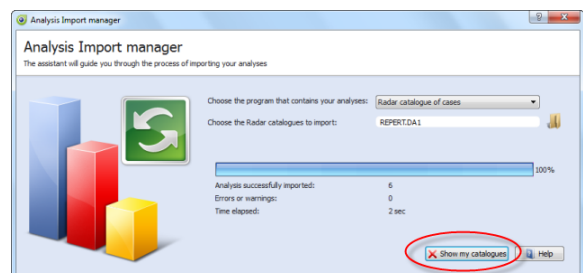 Analysis Import manager
Analysis Import manager
The assistant will guide you through the process of importing your analyses
Choose the program that contains your analyses: Radar catalogue of cases
Choose the Radar catalogues to import: REPERT.DA1
100%
Analysis successfully imported: 6
Errors or warnings: 0
Time elapsed: 2 sec
Show my catalogues Help